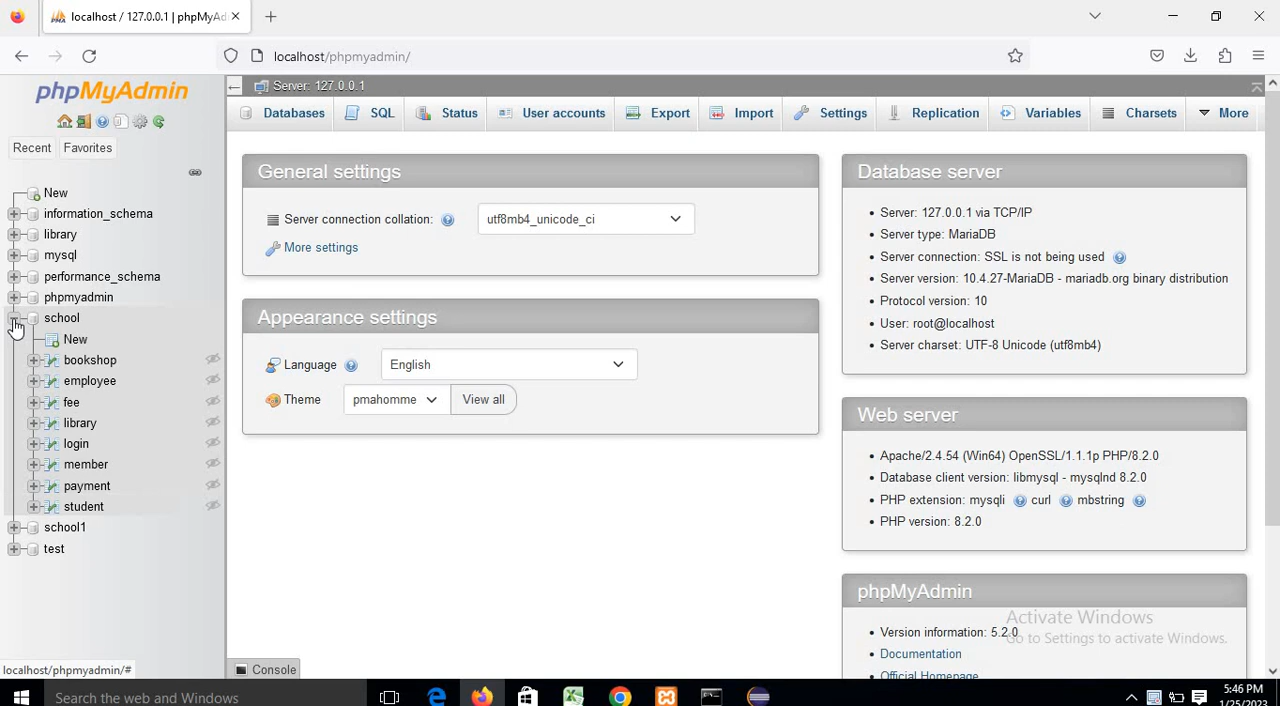 localhost / 127.0.0.1 | phpMyAd
localhost/phpmyadmin/
phpMyAdmin
Recent
Favorites
New
information_schema
library
mysql
performance_schema
phpmyadmin
school
New
bookshop
employee
fee
library
login
member
payment
student
school1
test
localhost/phpmyadmin/#
Server: 127.0.0.1
Databases
SQL
Status
User accounts
Export
Import
Settings
Replication
Variables
Charsets
More
General settings
Server connection collation:
utf8mb4_unicode_ci
More settings
Appearance settings
Language
English
Theme
pmahomme
View all
Database server
Server: 127.0.0.1 via TCP/IP
Server type: MariaDB
Server connection: SSL is not being used
Server version: 10.4.27-MariaDB - mariadb.org binary distribution
Protocol version: 10
User: root@localhost
Server charset: UTF-8 Unicode (utf8mb4)
Web server
Apache/2.4.54 (Win64) OpenSSL/1.1.1p PHP/8.2.0
Database client version: libmysql - mysqlnd 8.2.0
PHP extension: mysqli curl mbstring
PHP version: 8.2.0
phpMyAdmin
Version information: 5.2.0
Documentation
Official Homepage
Activate Windows
Go to Settings to activate Windows.
Console
Search the web and Windows
5:46 PM
1/25/2023